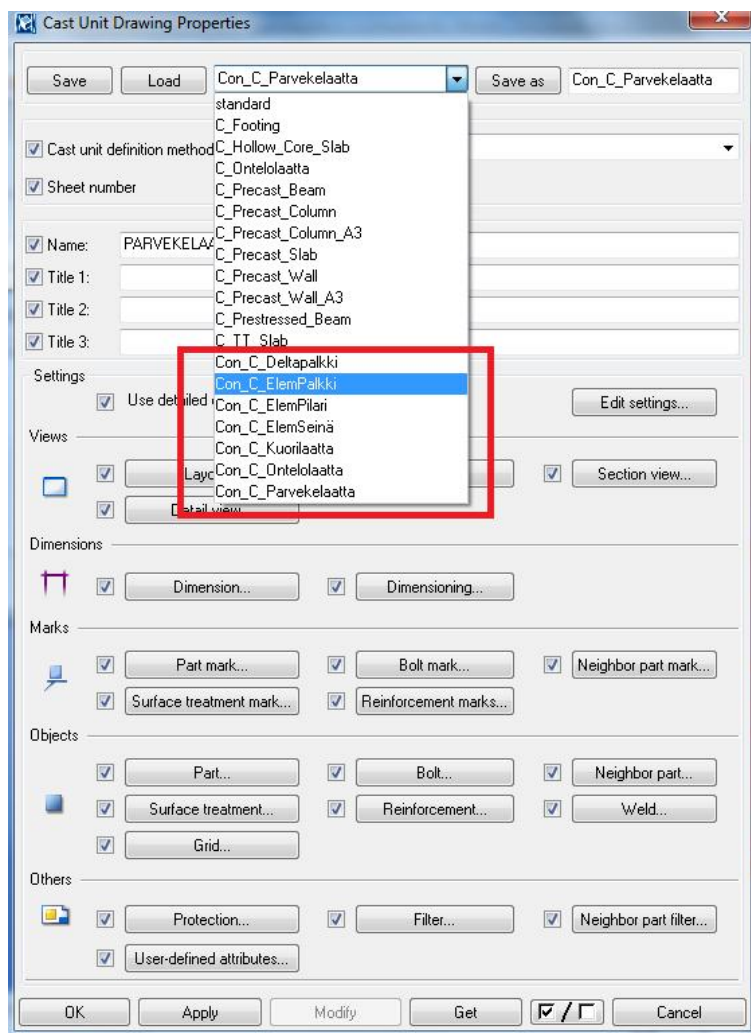 Cast Unit Drawing Properties
Save Load Con_C_Parvekelaatta Save as Con_C_Parvekelaatta
standard
C_Footing
C_Hollow_Core_Slab
C_Ontelolaatta
C_Precast_Beam
C_Precast_Column
C_Precast_Column_A3
C_Precast_Slab
C_Precast_Wall
C_Precast_Wall_A3
C_Prestressed_Beam
C_TT_Slab
Con_C_Deltapalkki
Con_C_ElemPalkki
Con_C_ElemPilari
Con_C_ElemSeinä
Con_C_Kuorilaatta
Con_C_Ontelolaatta
Con_C_Parvekelaatta
Cast unit definition method
Sheet number
Name: PARVEKELAA
Title 1:
Title 2:
Title 3:
Settings
Use detailed Edit settings...
Views
Layo Section view...
Detail view...
Dimensions
Dimension... Dimensioning...
Marks
Part mark... Bolt mark... Neighbor part mark...
Surface treatment mark... Reinforcement marks...
Objects
Part... Bolt... Neighbor part...
Surface treatment... Reinforcement... Weld...
Grid...
Others
Protection... Filter... Neighbor part filter...
User-defined attributes...
OK Apply Modify Get / Cancel